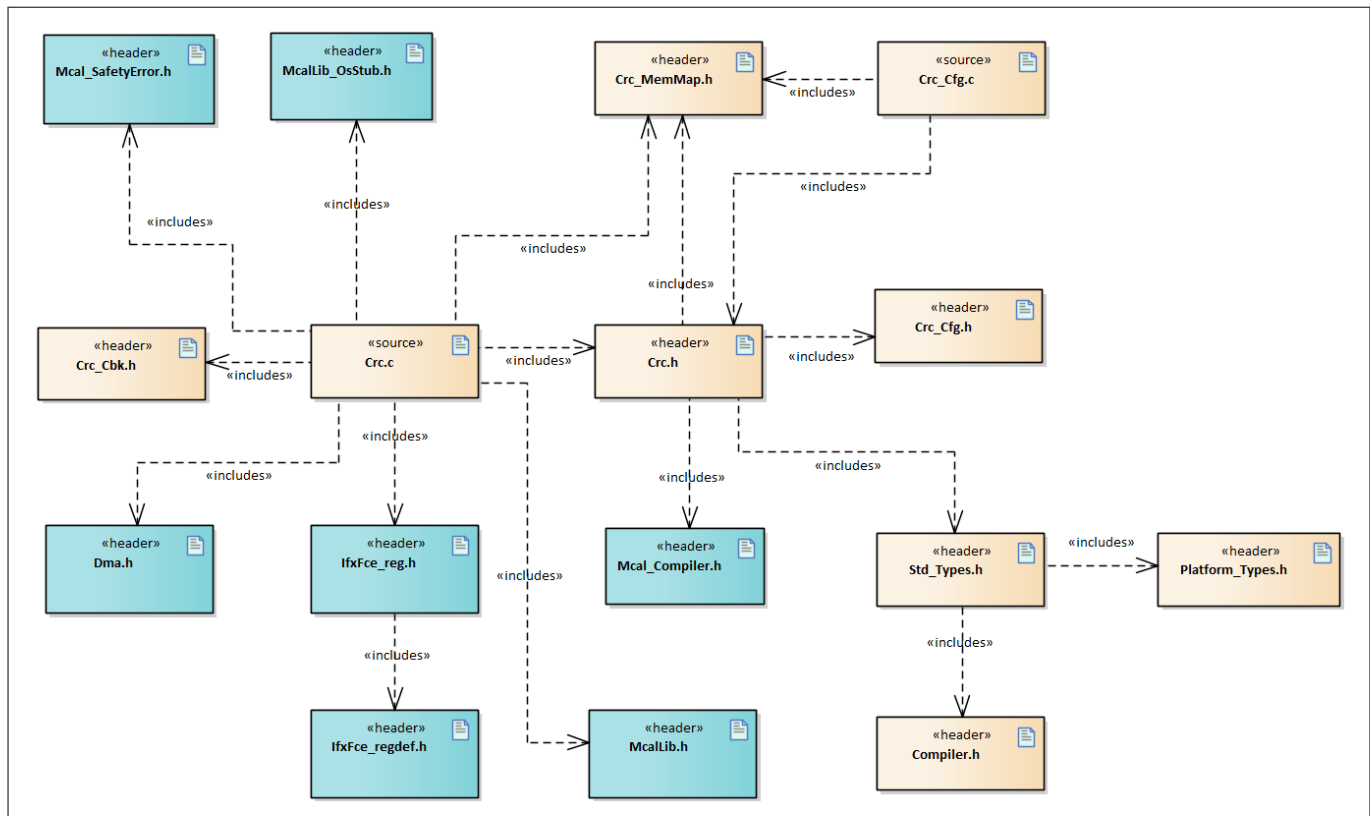 «header»
Mcal_SafetyError.h
«header»
McalLib_OsStub.h
«header»
Crc_MemMap.h
«source»
Crc_Cfg.c
«includes»
«includes»
«includes»
«includes»
«includes»
«includes»
«header»
Crc_Cbk.h
«includes»
«source»
Crc.c
«includes»
«header»
Crc.h
«includes»
«header»
Crc_Cfg.h
«includes»
«includes»
«includes»
«includes»
«header»
Dma.h
«header»
IfxFce_reg.h
«includes»
«header»
Mcal_Compiler.h
«header»
Std_Types.h
«includes»
«header»
Platform_Types.h
«includes»
«includes»
«header»
IfxFce_regdef.h
«header»
McalLib.h
«header»
Compiler.h